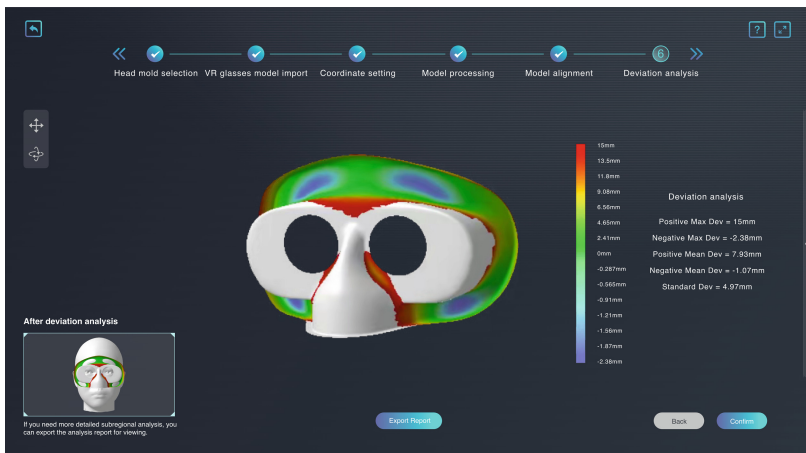 ?
6
Head mold selection
VR glasses model import
Coordinate setting
Model processing
Model alignment
Deviation analysis
15mm
13.5mm
11.8mm
9.08mm
6.56mm
4.65mm
2.41mm
0mm
-0.287mm
-0.565mm
-0.91mm
-1.21mm
-1.56mm
-1.87mm
-2.38mm
Deviation analysis
Positive Max Dev = 15mm
Negative Max Dev = -2.38mm
Positive Mean Dev = 7.93mm
Negative Mean Dev = -1.07mm
Standard Dev = 4.97mm
After deviation analysis
If you need more detailed subregional analysis, you
can export the analysis report for viewing.
Export Report
Back
Confirm